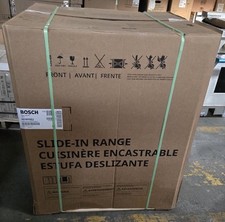 FRONT | AVANT | FRENTE
BOSCH
SLIDE-IN RANGE
CUISINIÈRE ENCASTRABLE
ESTUFA DESLIZANTE